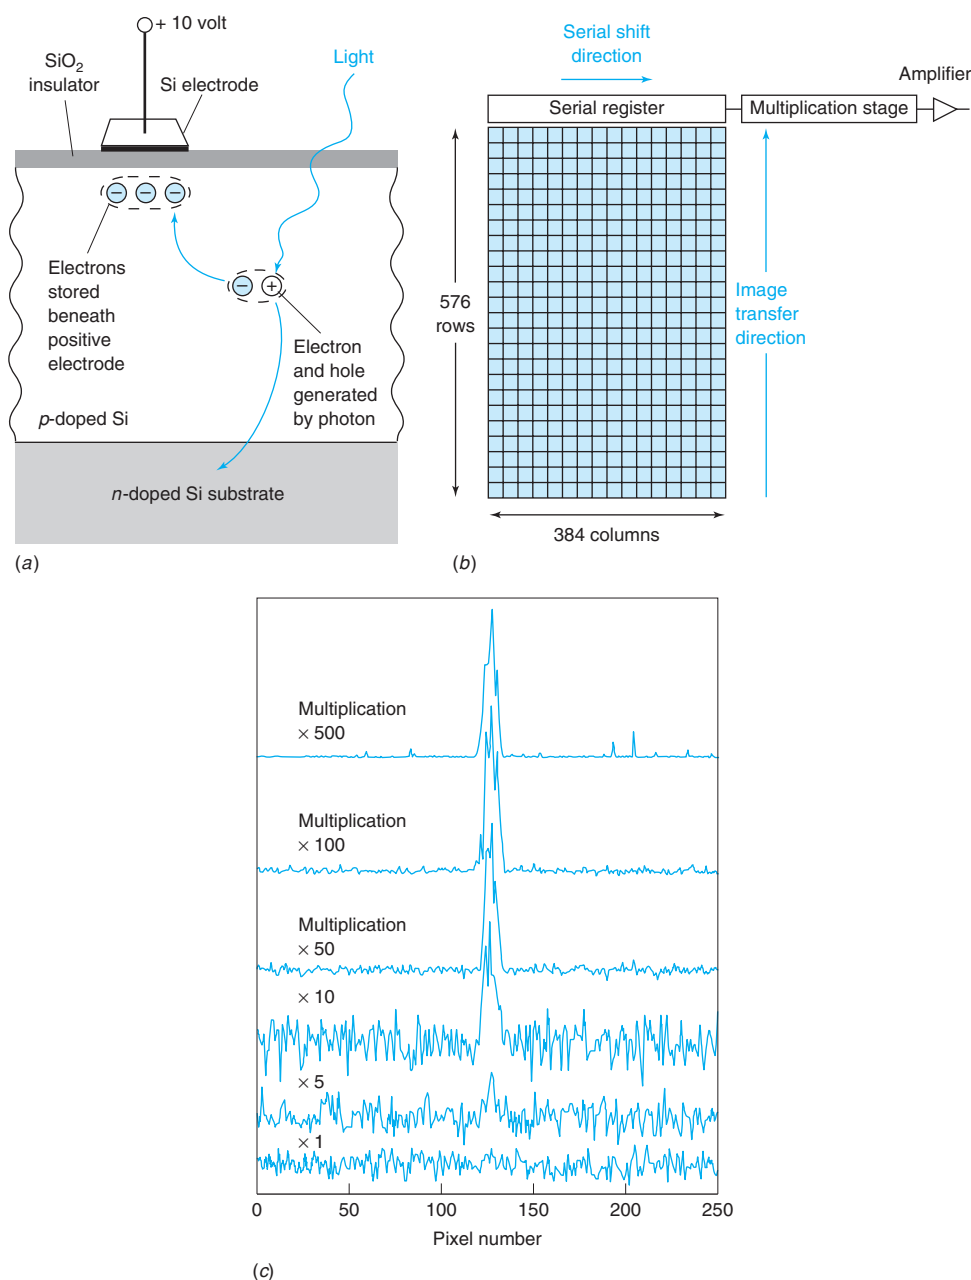 + 10 volt
SiO2
insulator
Si electrode
Light
Electrons
stored
beneath
positive
electrode
Electron
and hole
generated
by photon
p-doped Si
n-doped Si substrate
(a)
Serial shift
direction
Amplifier
Serial register
Multiplication stage
576
rows
Image
transfer
direction
384 columns
(b)
Multiplication
× 500
Multiplication
× 100
Multiplication
× 50
× 10
× 5
× 1
0 50 100 150 200 250
Pixel number
(c)